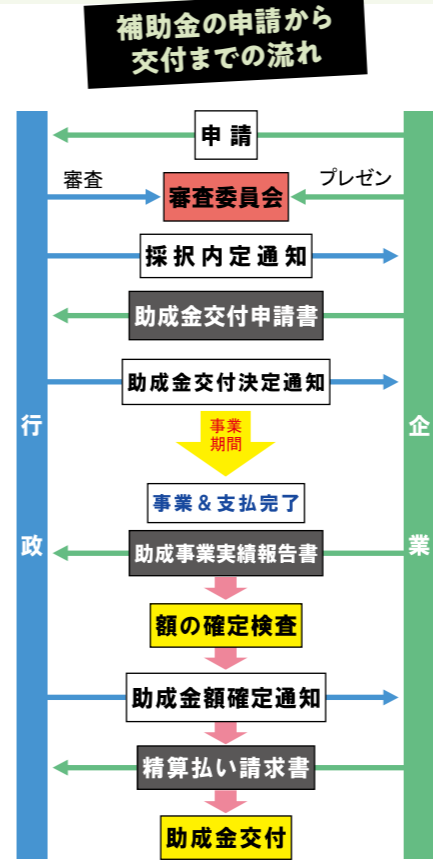 補助金の申請から
交付までの流れ
申請
審査
プレゼン
審査委員会
採択内定通知
助成金交付申請書
助成金交付決定通知
行政
企業
事業
期間
事業&支払完了
助成事業実績報告書
額の確定検査
助成金額確定通知
精算払い請求書
助成金交付